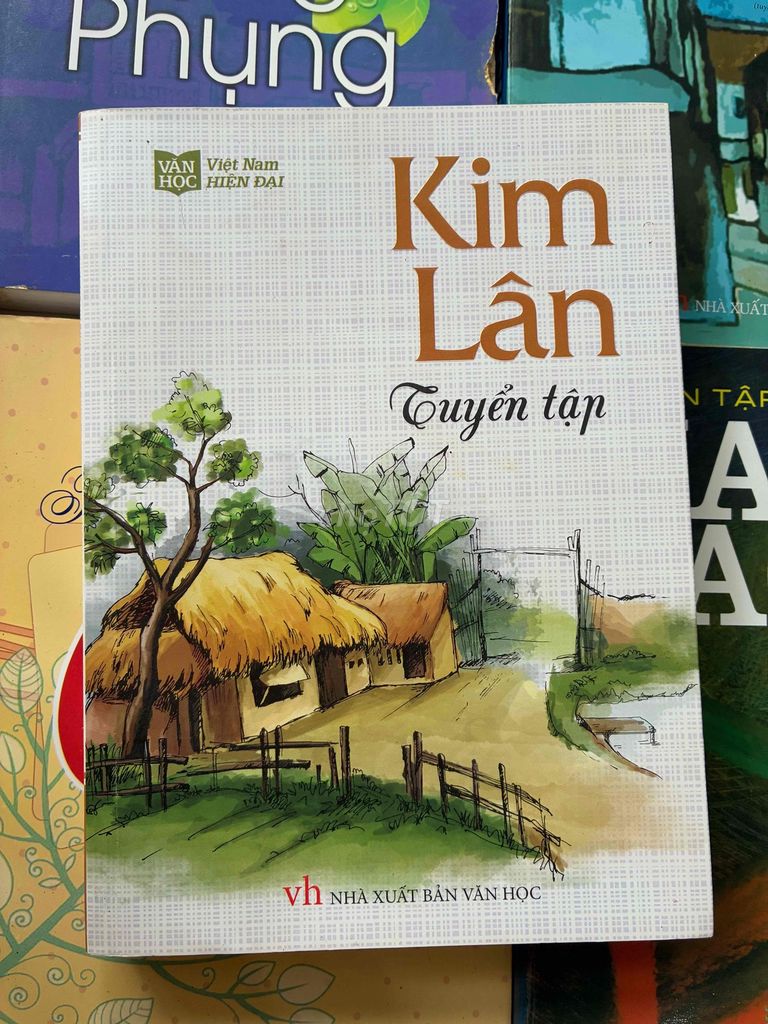 Phụng
VĂN HỌC
Việt Nam
HIỆN ĐẠI
Kim
Lân
Tuyển tập
NHÀ XUẤT
N TẬP
vh NHÀ XUẤT BẢN VĂN HỌC